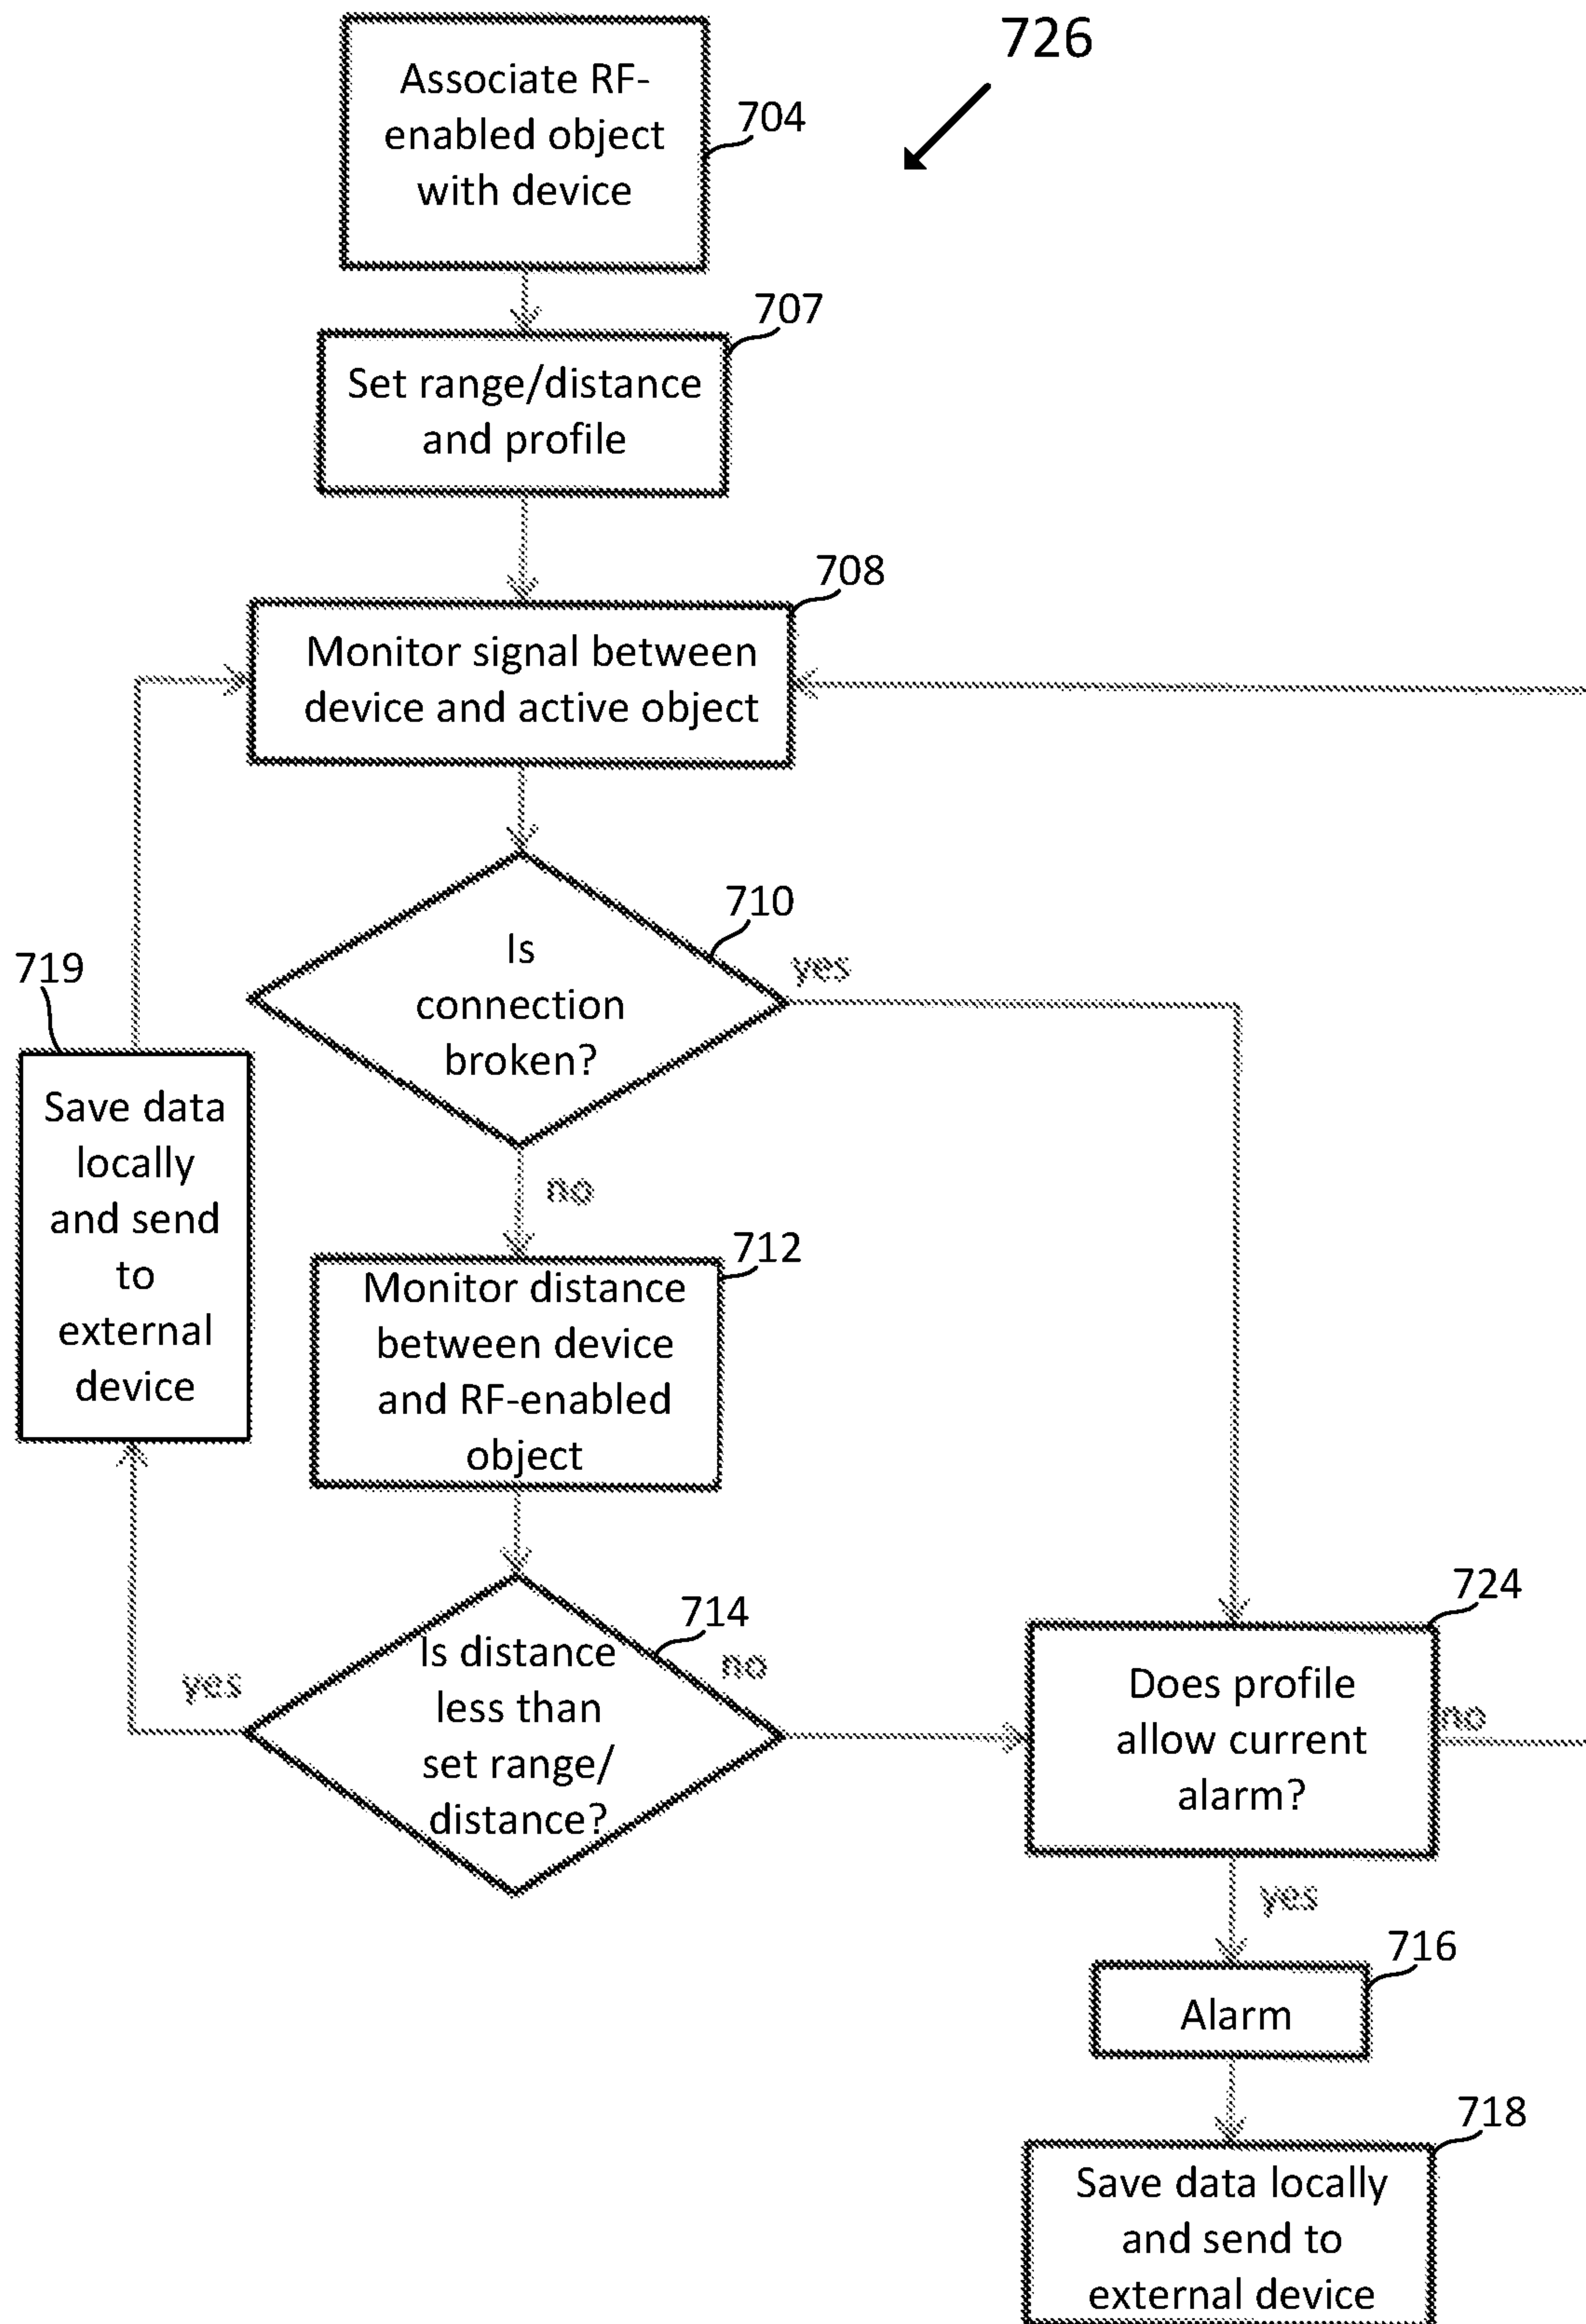 726
Associate RF-
enabled object
with device
704
707
Set range/distance
and profile
708
Monitor signal between
device and active object
710
Is
connection
broken?
yes
719
Save data
locally
and send
to
external
device
no
712
Monitor distance
between device
and RF-enabled
object
714
Is distance
less than
set range/
distance?
yes
no
724
Does profile
allow current
alarm?
no
yes
716
Alarm
718
Save data locally
and send to
external device